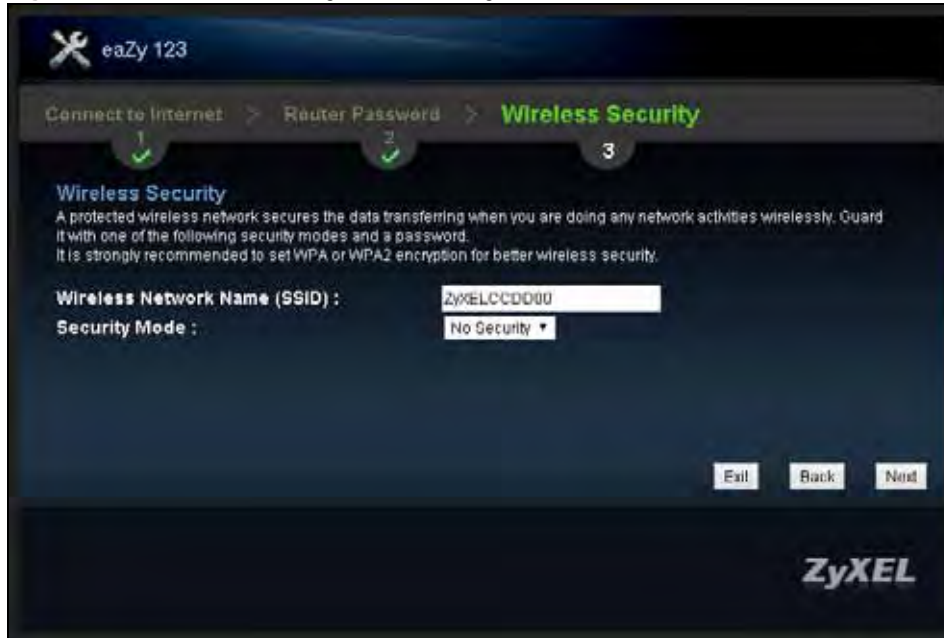 eaZy 123
Connect to Internet > Router Password > Wireless Security
1 2 3
Wireless Security
A protected wireless network secures the data transferring when you are doing any network activities wirelessly. Guard
it with one of the following security modes and a password.
It is strongly recommended to set WPA or WPA2 encryption for better wireless security.
Wireless Network Name (SSID) : ZyXELCCDD00
Security Mode : No Security
Exit Back Next
ZyXEL